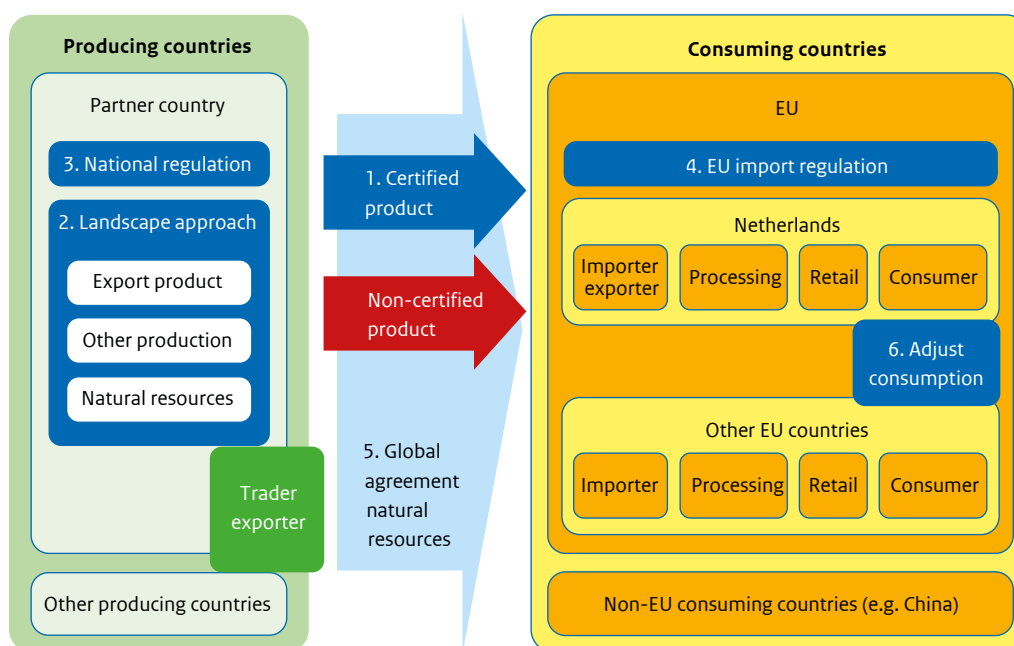 Producing countries
Partner country
3. National regulation
2. Landscape approach
Export product
Other production
Natural resources
Trader
exporter
Other producing countries
1. Certified
product
Non-certified
product
5. Global
agreement
natural
resources
Consuming countries
EU
4. EU import regulation
Netherlands
Importer
exporter
Processing
Retail
Consumer
6. Adjust
consumption
Other EU countries
Importer
Processing
Retail
Consumer
Non-EU consuming countries (e.g. China)